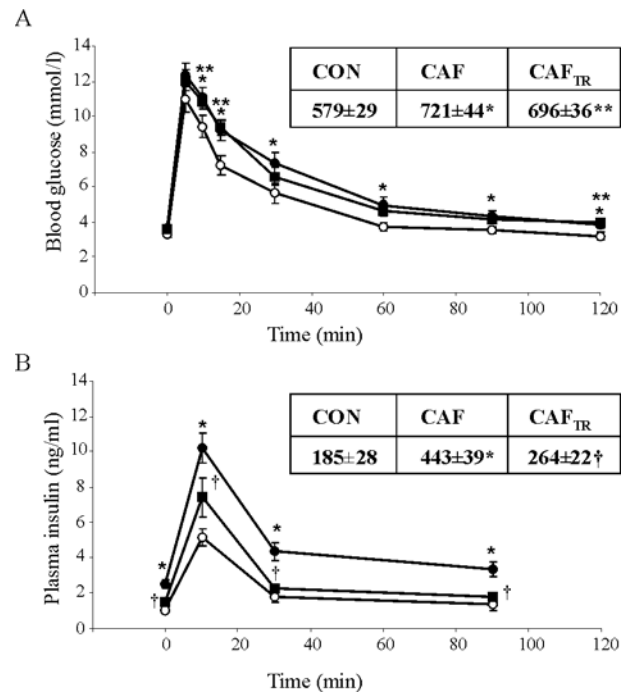 A
Blood glucose (mmol/l)
14
12
10
8
6
4
2
0
**
*
**
*
*
*
*
**
*
CON CAF CAF_TR
579±29 721±44* 696±36**
0 20 40 60 80 100 120
Time (min)
B
Plasma insulin (ng/ml)
14
12
10
8
6
4
2
0
*
†
*
†
*
†
*
†
CON CAF CAF_TR
185±28 443±39* 264±22†
0 20 40 60 80 100 120
Time (min)